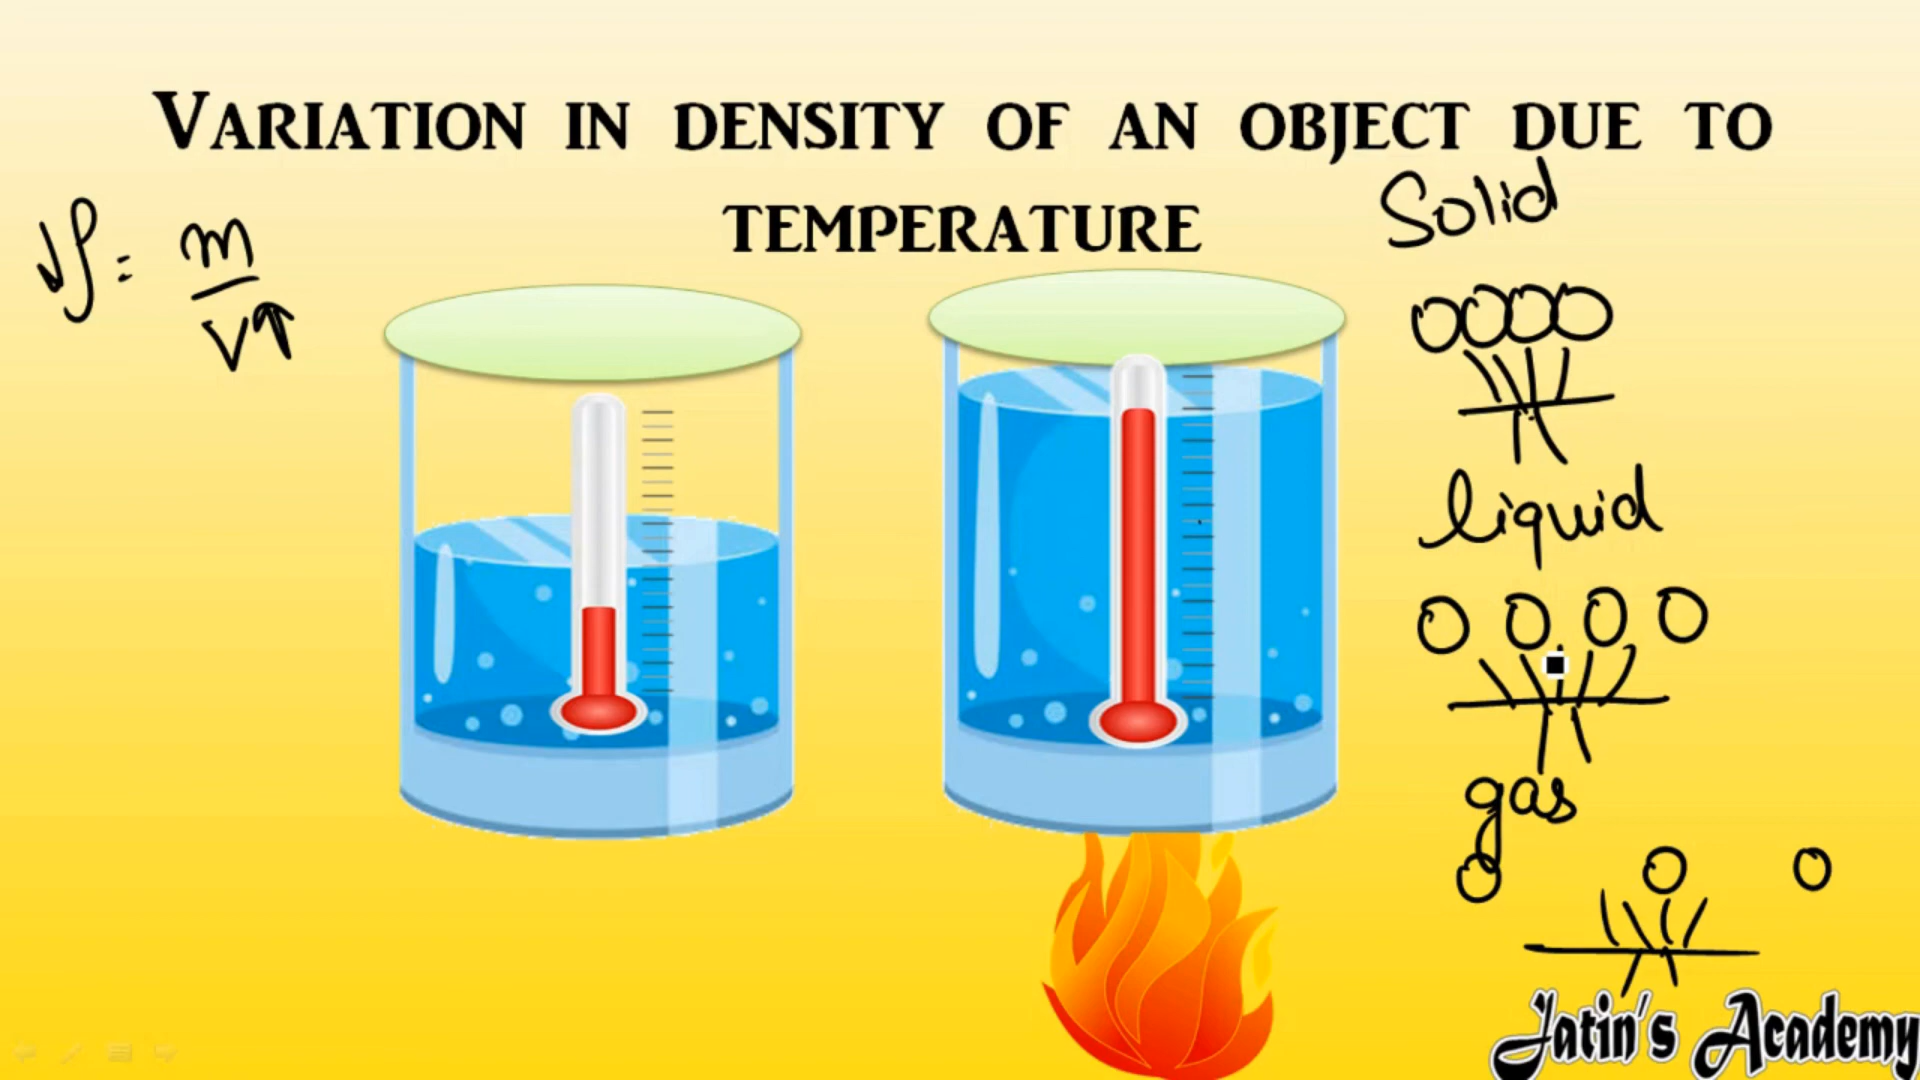 VARIATION IN DENSITY OF AN OBJECT DUE TO
TEMPERATURE
↓ρ = m
V↑
Solid
liquid
gas
Jatin's Academy